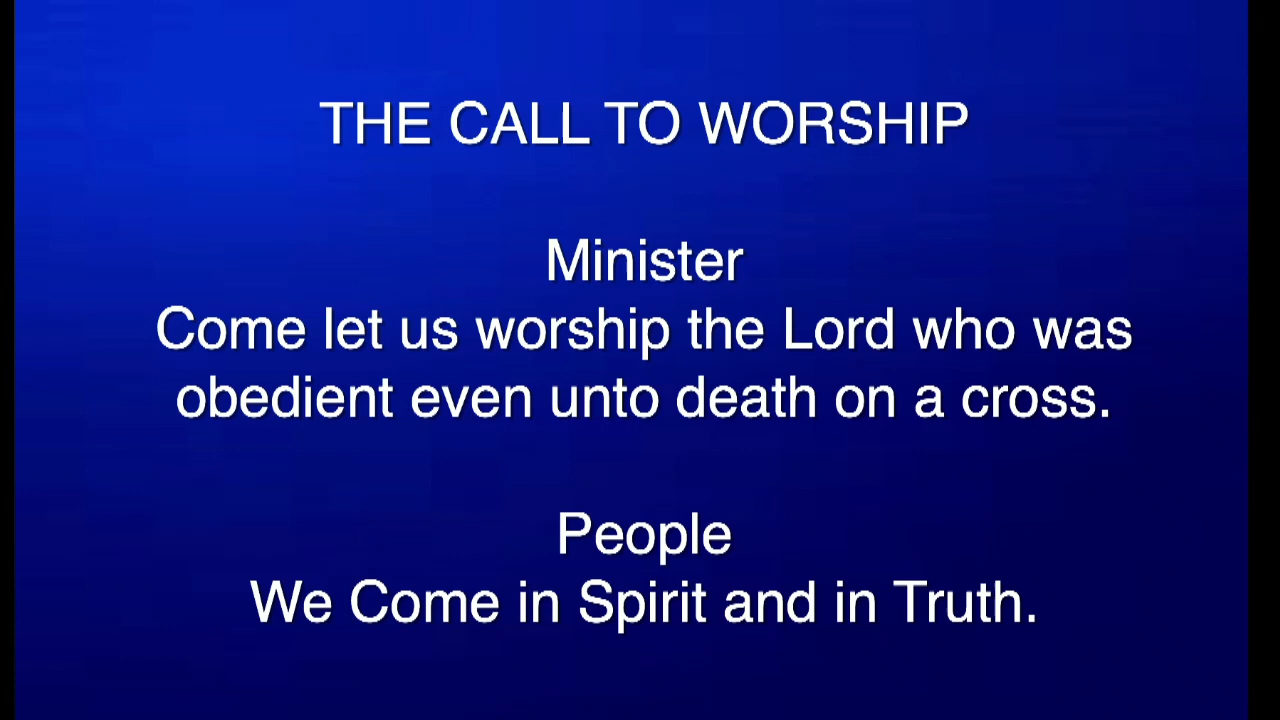 THE CALL TO WORSHIP
Minister
Come let us worship the Lord who was
obedient even unto death on a cross.
People
We Come in Spirit and in Truth.